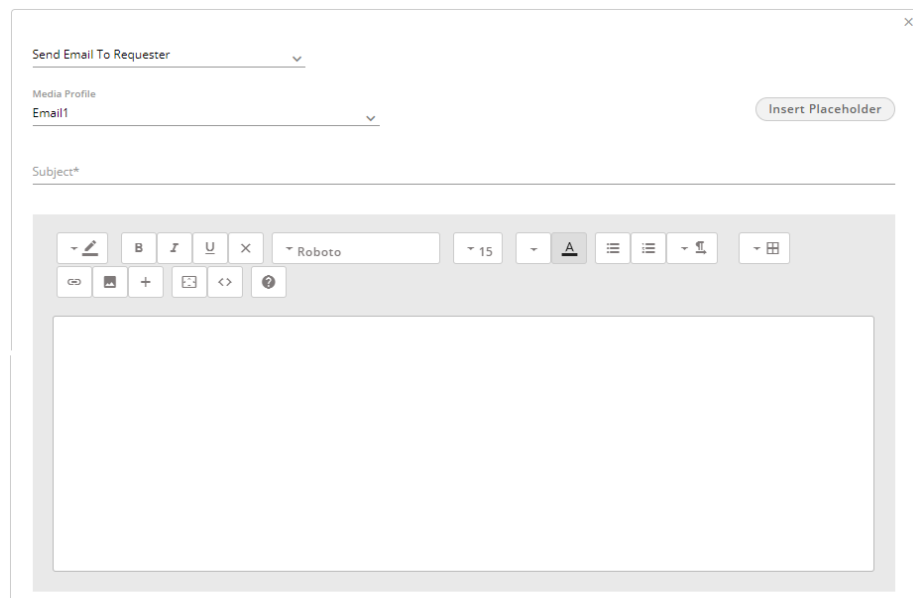 Send Email To Requester
Media Profile
Email1
Insert Placeholder
Subject*
B I U
Roboto
15
A